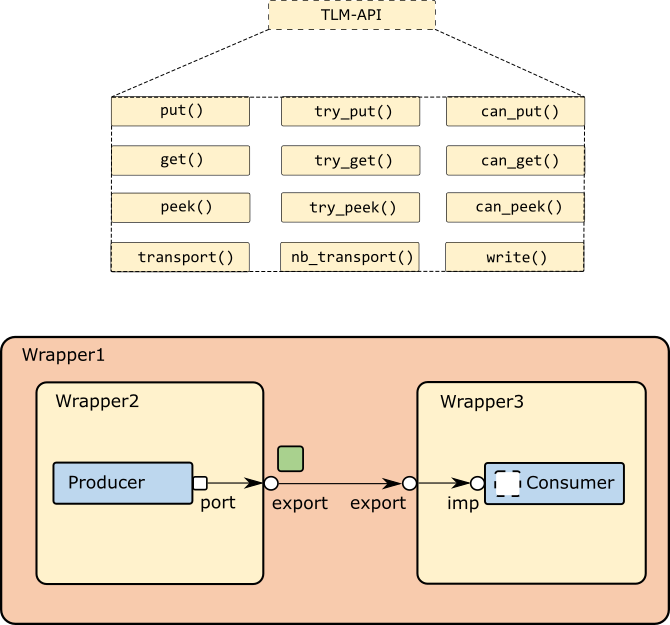 TLM-API
put() try_put() can_put()
get() try_get() can_get()
peek() try_peek() can_peek()
transport() nb_transport() write()
Wrapper1
Wrapper2 Wrapper3
Producer Consumer
port export export imp